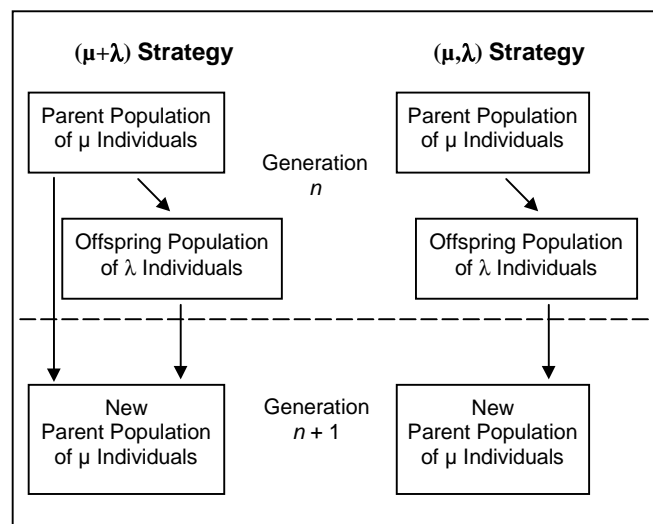 (μ+λ) Strategy
Parent Population
of μ Individuals
Offspring Population
of λ Individuals
New
Parent Population
of μ Individuals
Generation
n
Generation
n + 1
(μ,λ) Strategy
Parent Population
of μ Individuals
Offspring Population
of λ Individuals
New
Parent Population
of μ Individuals